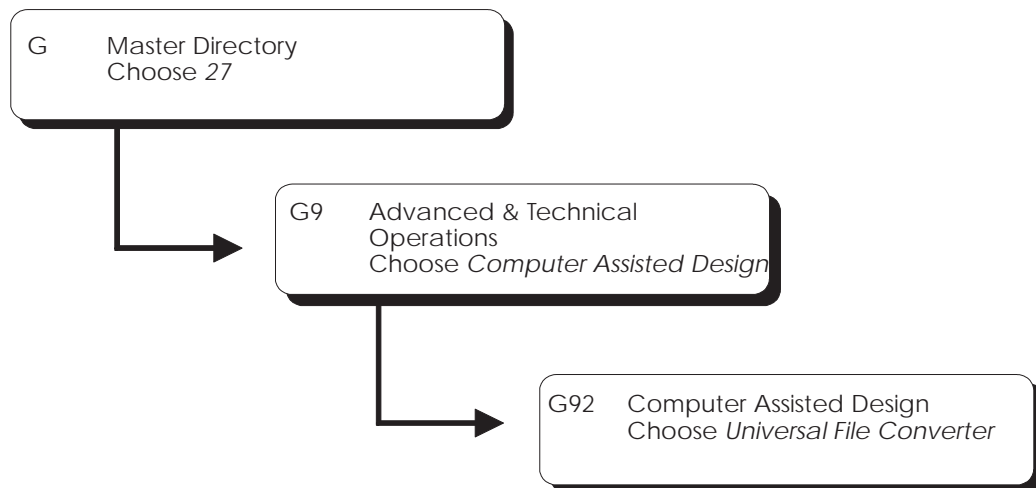 G Master Directory
Choose 27
G9 Advanced & Technical
Operations
Choose Computer Assisted Design
G92 Computer Assisted Design
Choose Universal File Converter